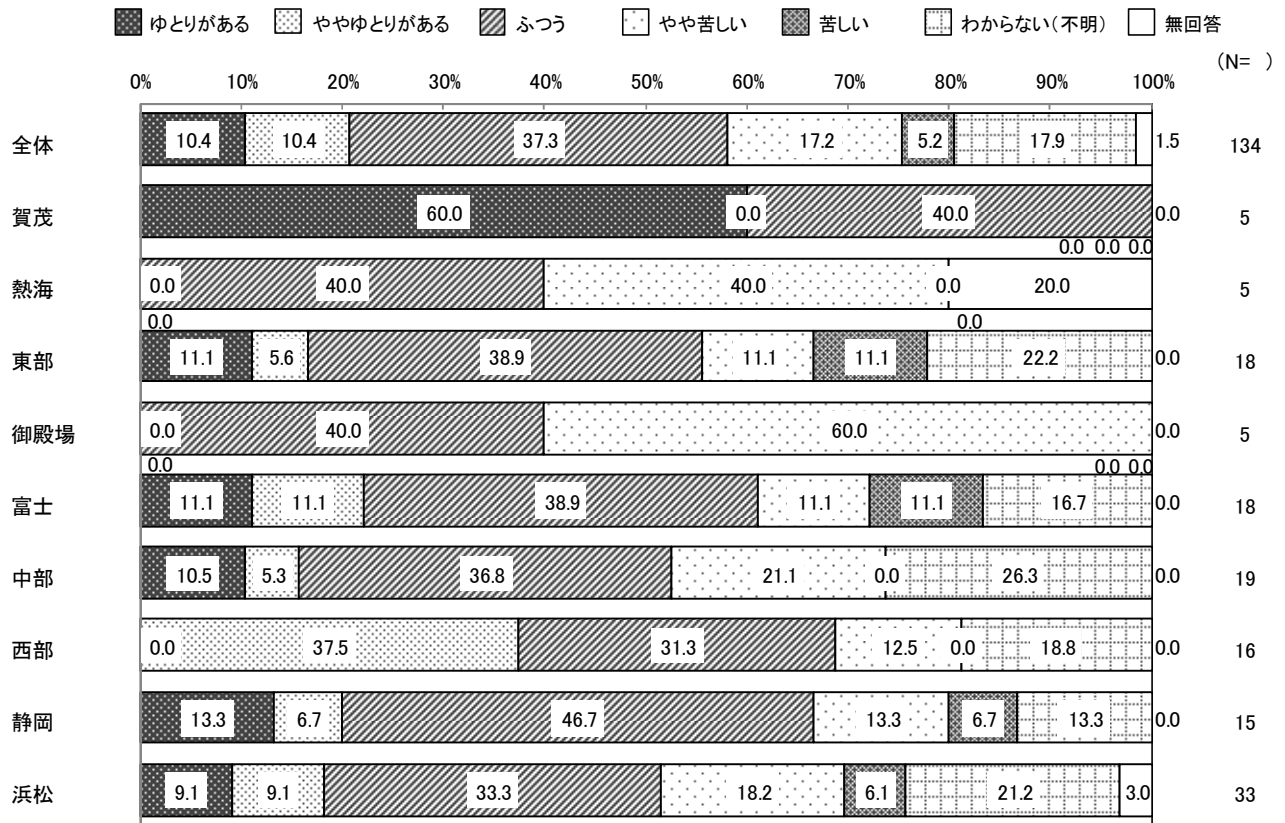 ゆとりがある ややゆとりがある ふつう やや苦しい 苦しい わからない(不明) 無回答
(N= )
0% 10% 20% 30% 40% 50% 60% 70% 80% 90% 100%
全体 10.4 10.4 37.3 17.2 5.2 17.9 1.5 134
賀茂 60.0 0.0 40.0 0.0 5
0.0 0.0 0.0
熱海 0.0 40.0 40.0 0.0 20.0 5
0.0 0.0
東部 11.1 5.6 38.9 11.1 11.1 22.2 0.0 18
御殿場 0.0 40.0 60.0 0.0 5
0.0 0.0 0.0
富士 11.1 11.1 38.9 11.1 11.1 16.7 0.0 18
中部 10.5 5.3 36.8 21.1 0.0 26.3 0.0 19
西部 0.0 37.5 31.3 12.5 0.0 18.8 0.0 16
静岡 13.3 6.7 46.7 13.3 6.7 13.3 0.0 15
浜松 9.1 9.1 33.3 18.2 6.1 21.2 3.0 33